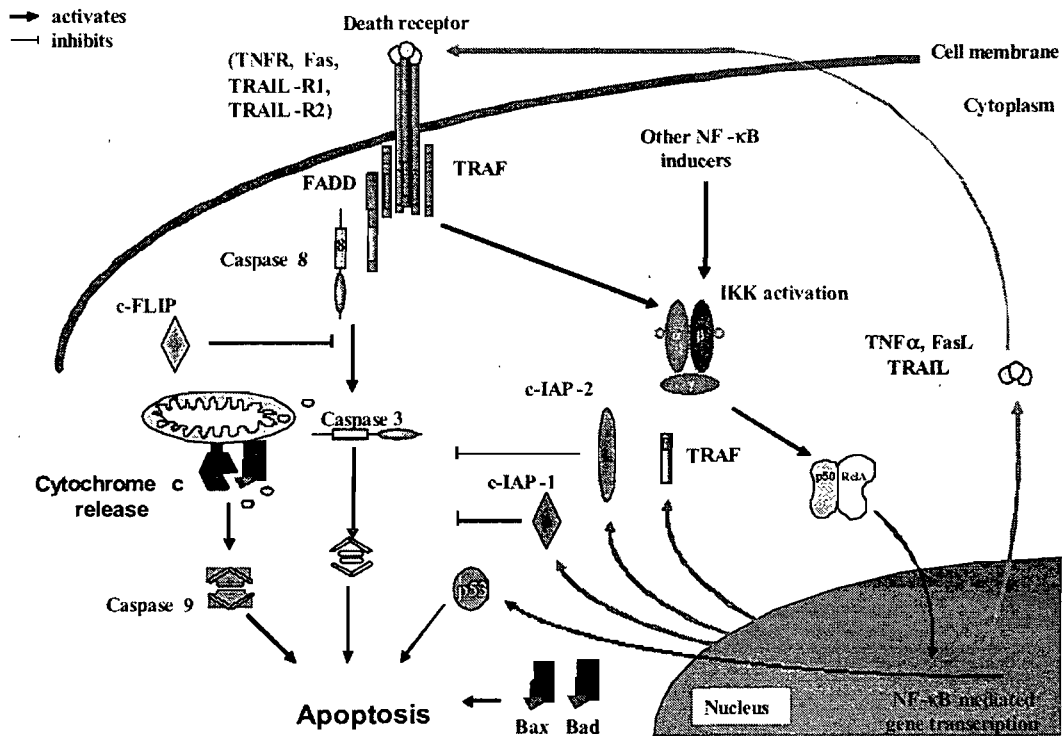 activates
inhibits
Death receptor
(TNFR, Fas,
TRAIL-R1,
TRAIL-R2)
Cell membrane
Cytoplasm
Other NF-κB
inducers
FADD
TRAF
Caspase 8
8
c-FLIP
IKK activation
TNFα, FasL
TRAIL
c-IAP-2
Caspase 3
TRAF
Cytochrome c
release
c-IAP-1
p50
RelA
Caspase 9
Apoptosis
Bax
Bad
Nucleus
NF-κB mediated
gene transcription